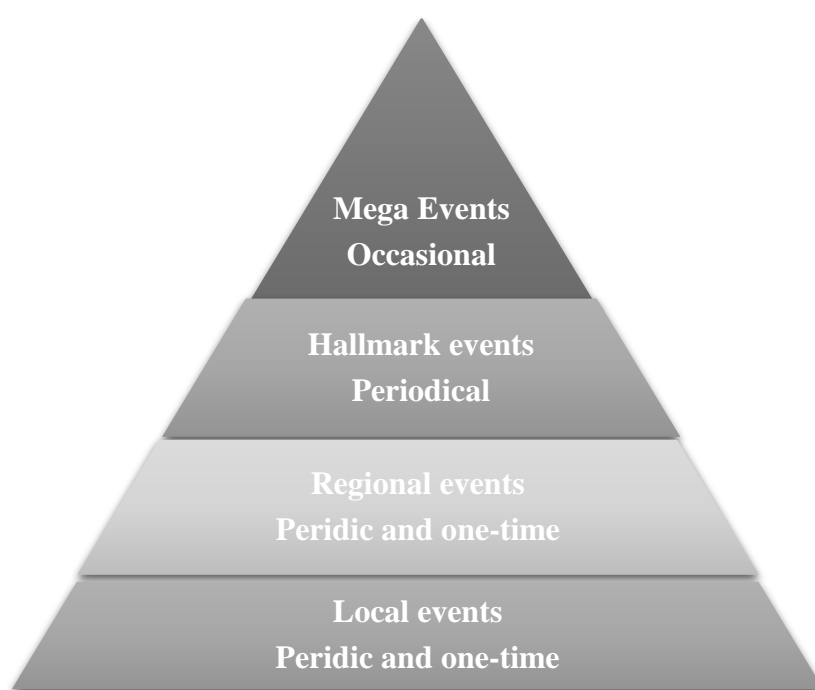 Mega Events
Occasional
Hallmark events
Periodical
Regional events
Peridic and one-time
Local events
Peridic and one-time